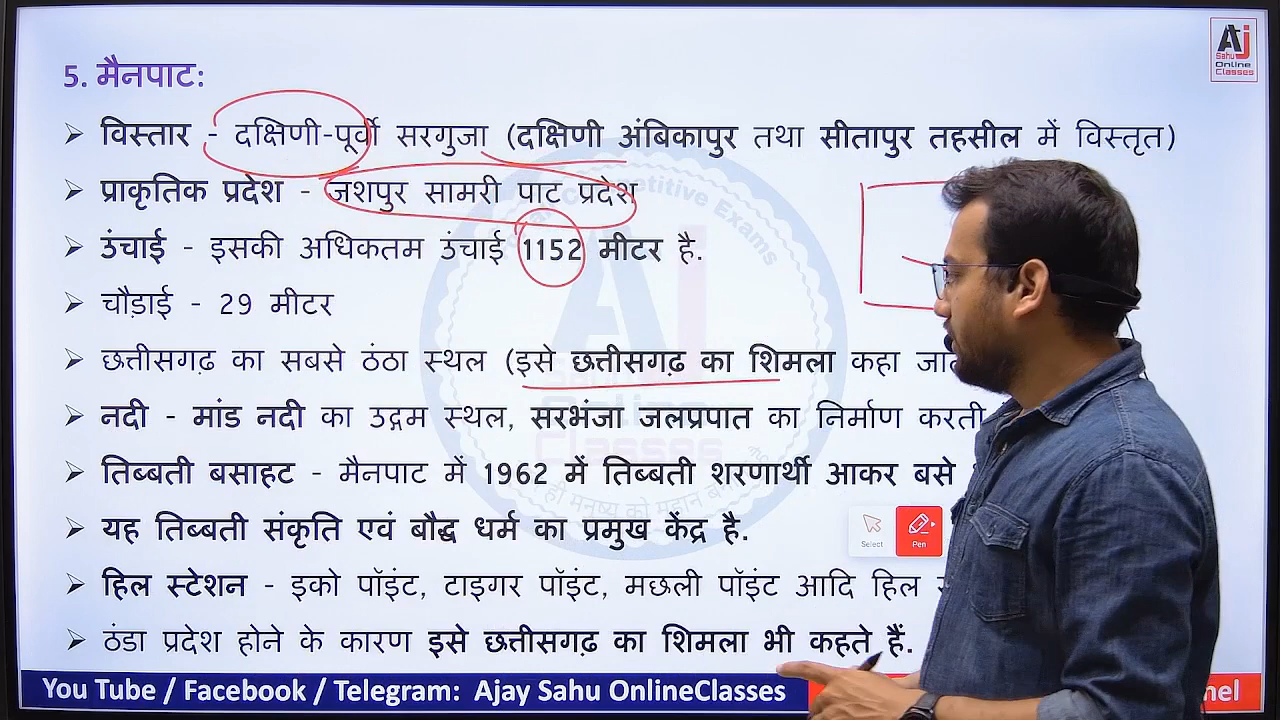 Aj
Sahu
Online
Classes
5. मैनपाट:
➢ विस्तार - दक्षिणी-पूर्वी सरगुजा (दक्षिणी अंबिकापुर तथा सीतापुर तहसील में विस्तृत)
➢ प्राकृतिक प्रदेश - जशपुर सामरी पाट प्रदेश
➢ उंचाई - इसकी अधिकतम उंचाई 1152 मीटर है.
➢ चौड़ाई - 29 मीटर
➢ छत्तीसगढ़ का सबसे ठंठा स्थल (इसे छत्तीसगढ़ का शिमला कहा
➢ नदी - मांड नदी का उद्गम स्थल, सरभंजा जलप्रपात का निर्माण करती
➢ तिब्बती बसाहट - मैनपाट में 1962 में तिब्बती शरणार्थी आकर बसे
➢ यह तिब्बती संकृति एवं बौद्ध धर्म का प्रमुख केंद्र है.
Select
Pen
➢ हिल स्टेशन - इको पॉइंट, टाइगर पॉइंट, मछली पॉइंट आदि हिल
➢ ठंडा प्रदेश होने के कारण इसे छत्तीसगढ़ का शिमला भी कहते हैं.
You Tube / Facebook / Telegram: Ajay Sahu OnlineClasses